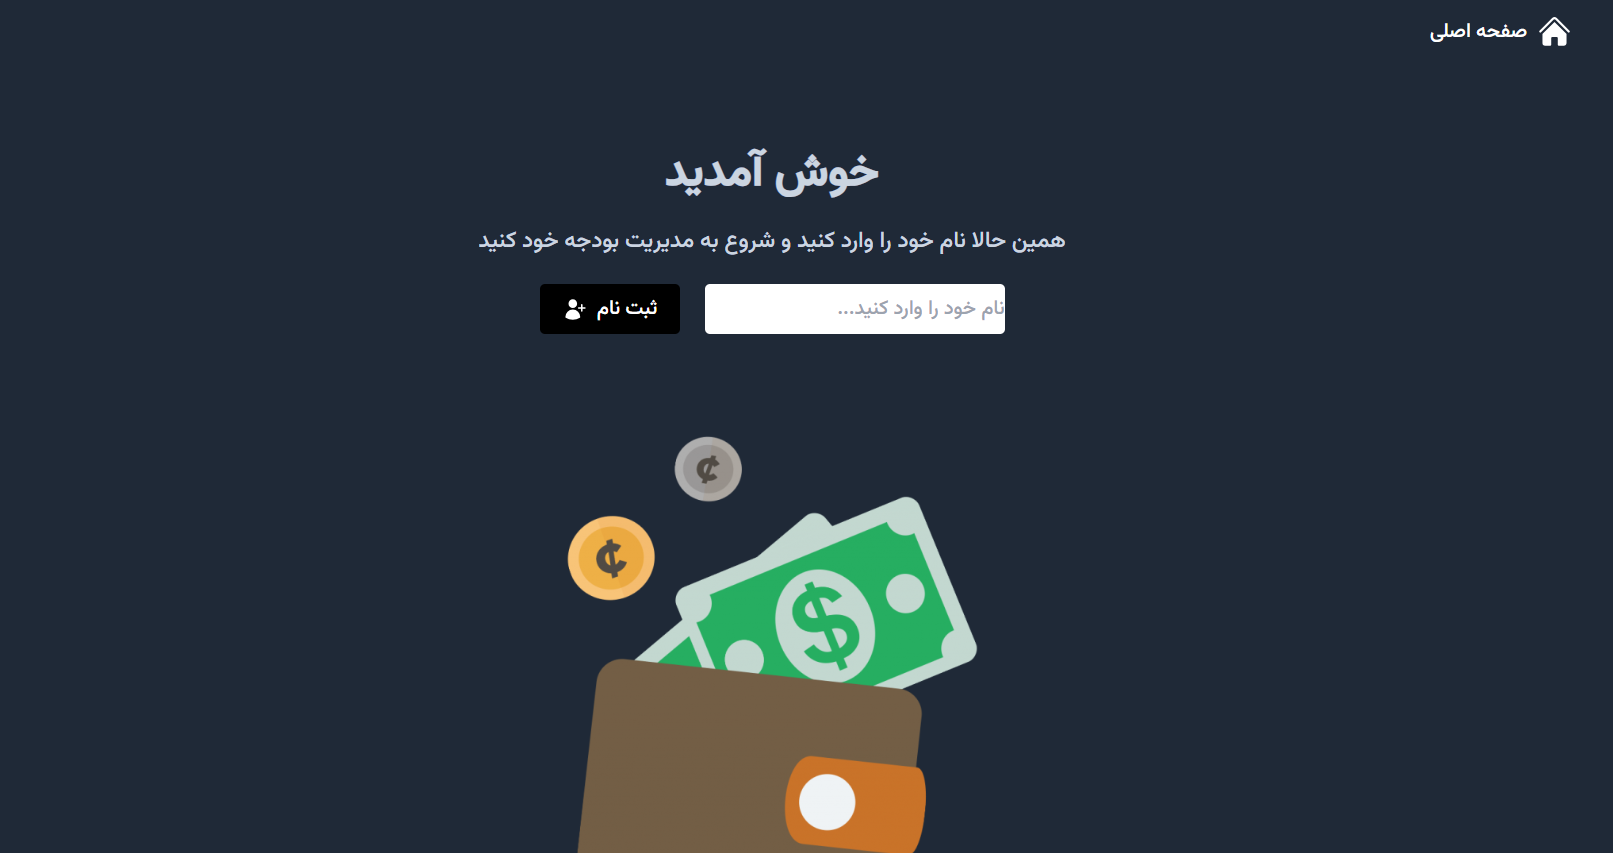 صفحه اصلی
خوش آمدید
همین حالا نام خود را وارد کنید و شروع به مدیریت بودجه خود کنید
نام خود را وارد کنید...
ثبت نام
¢
¢
$